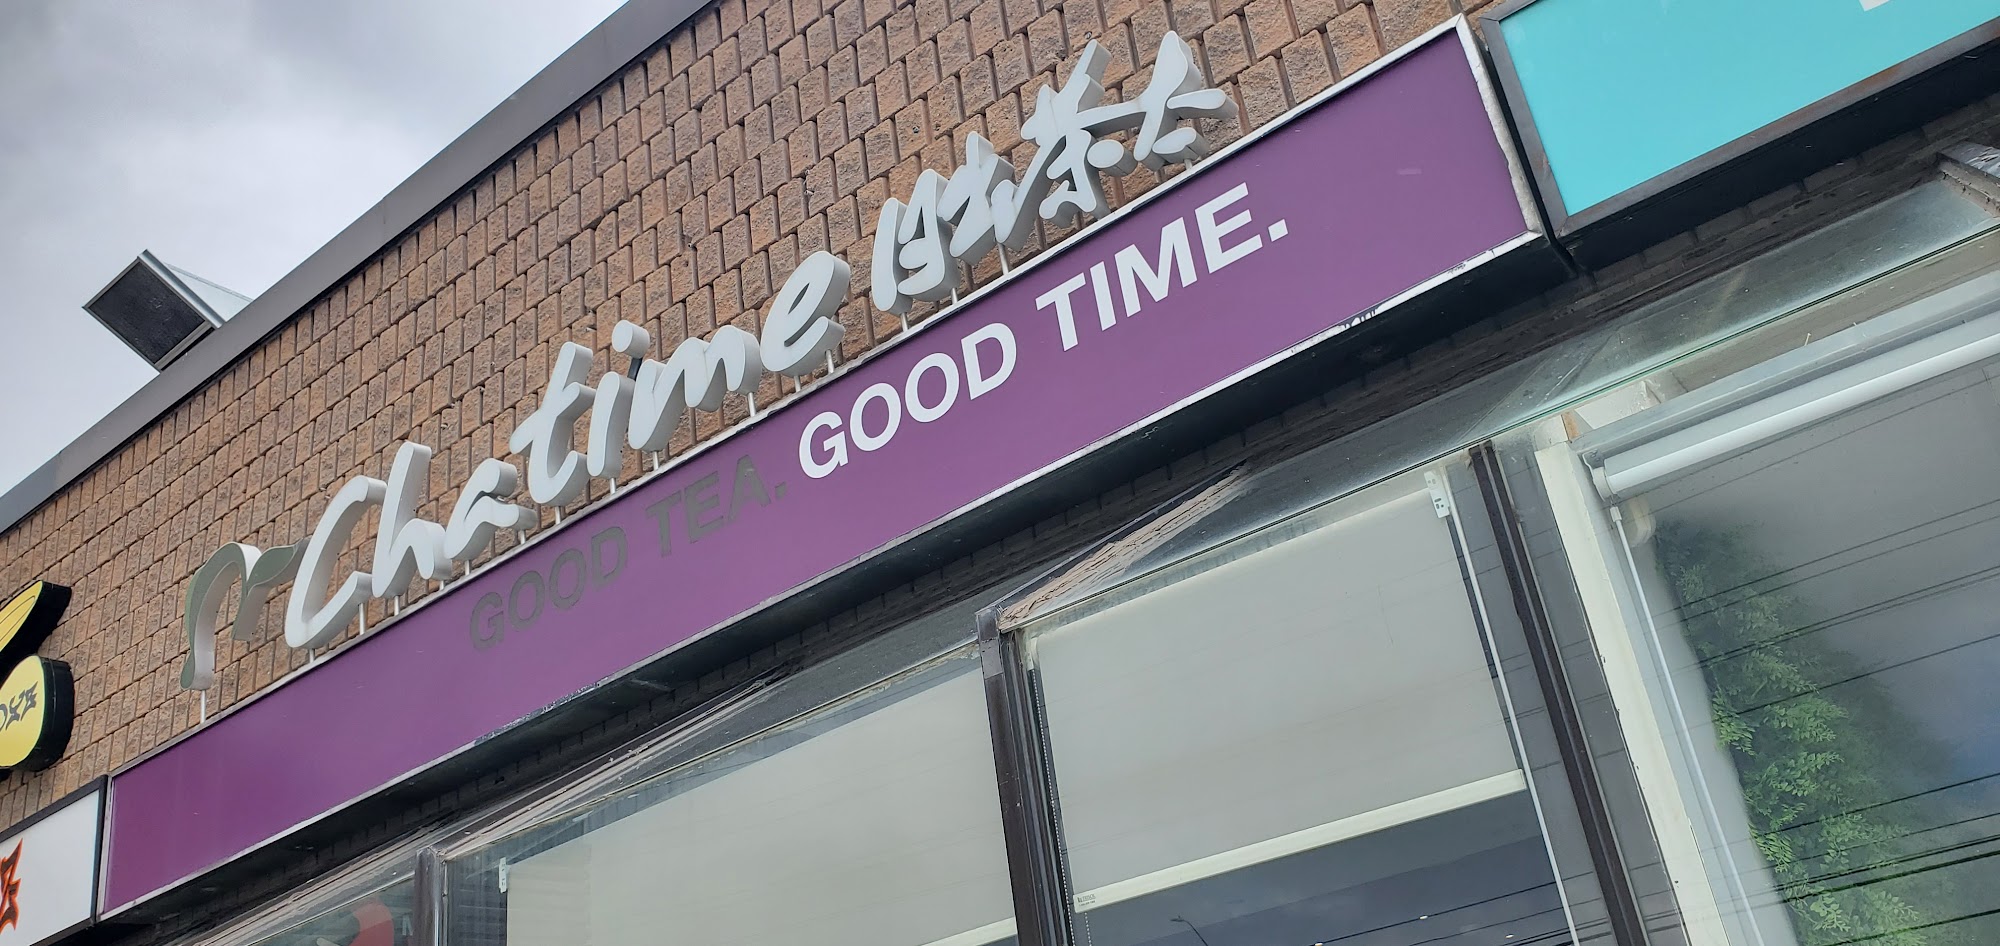 Chatime 日出茶太
GOOD TEA. GOOD TIME.